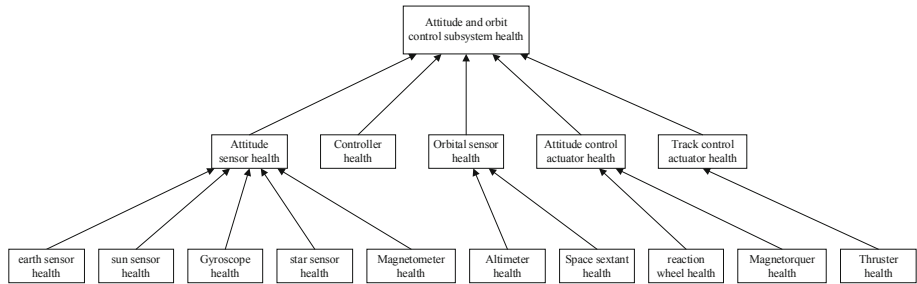 Attitude and orbit
control subsystem health
Attitude
sensor health
Controller
health
Orbital sensor
health
Attitude control
actuator health
Track control
actuator health
earth sensor
health
sun sensor
health
Gyroscope
health
star sensor
health
Magnetometer
health
Altimeter
health
Space sextant
health
reaction
wheel health
Magnetorquer
health
Thruster
health